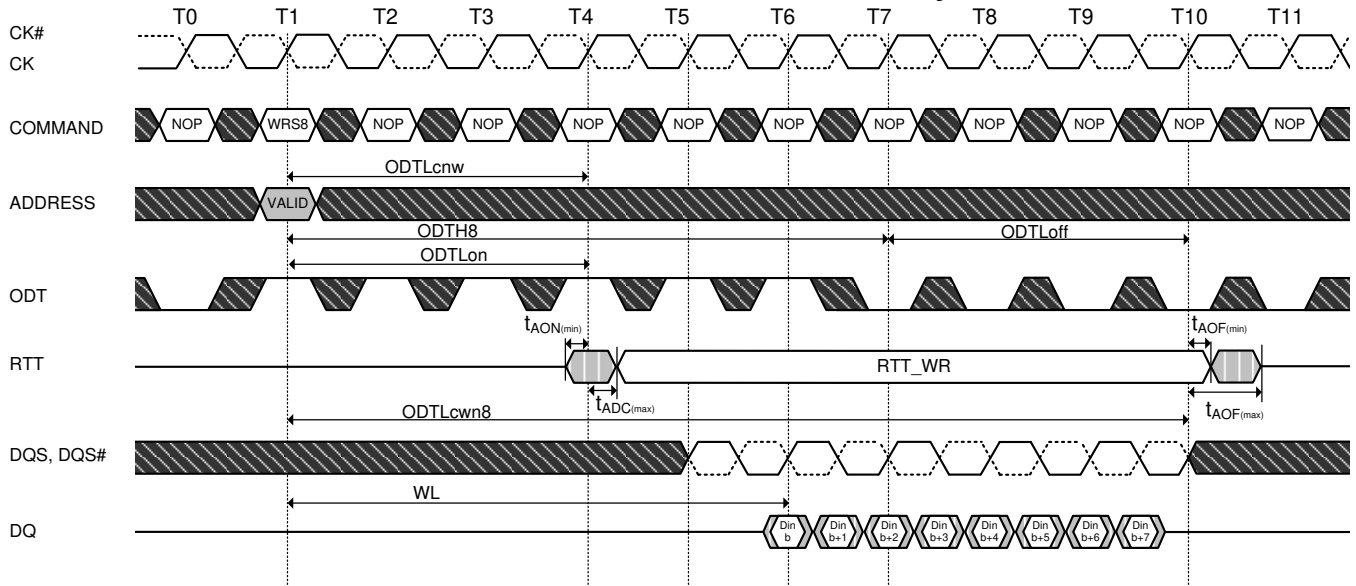 T0 T1 T2 T3 T4 T5 T6 T7 T8 T9 T10 T11
CK#
CK
COMMAND NOP WRS8 NOP NOP NOP NOP NOP NOP NOP NOP NOP NOP
ODTLcnw
ADDRESS VALID
ODTH8 ODTLoff
ODTLon
ODT
tAON(min) tAOF(min)
RTT RTT_WR
tADC(max) tAOF(max)
ODTLcwn8
DQS, DQS#
WL
DQ Din b Din b+1 Din b+2 Din b+3 Din b+4 Din b+5 Din b+6 Din b+7